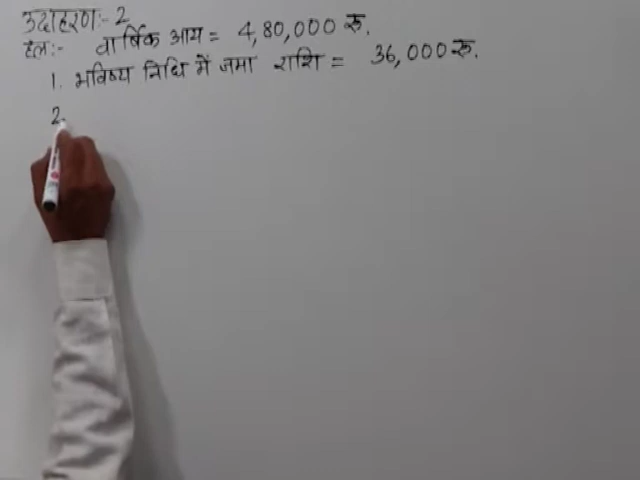 उदाहरण:- 2
हल:- वार्षिक आय = 4,80,000 रू.
1. भविष्य निधि में जमा राशि = 36,000 रू.
2.